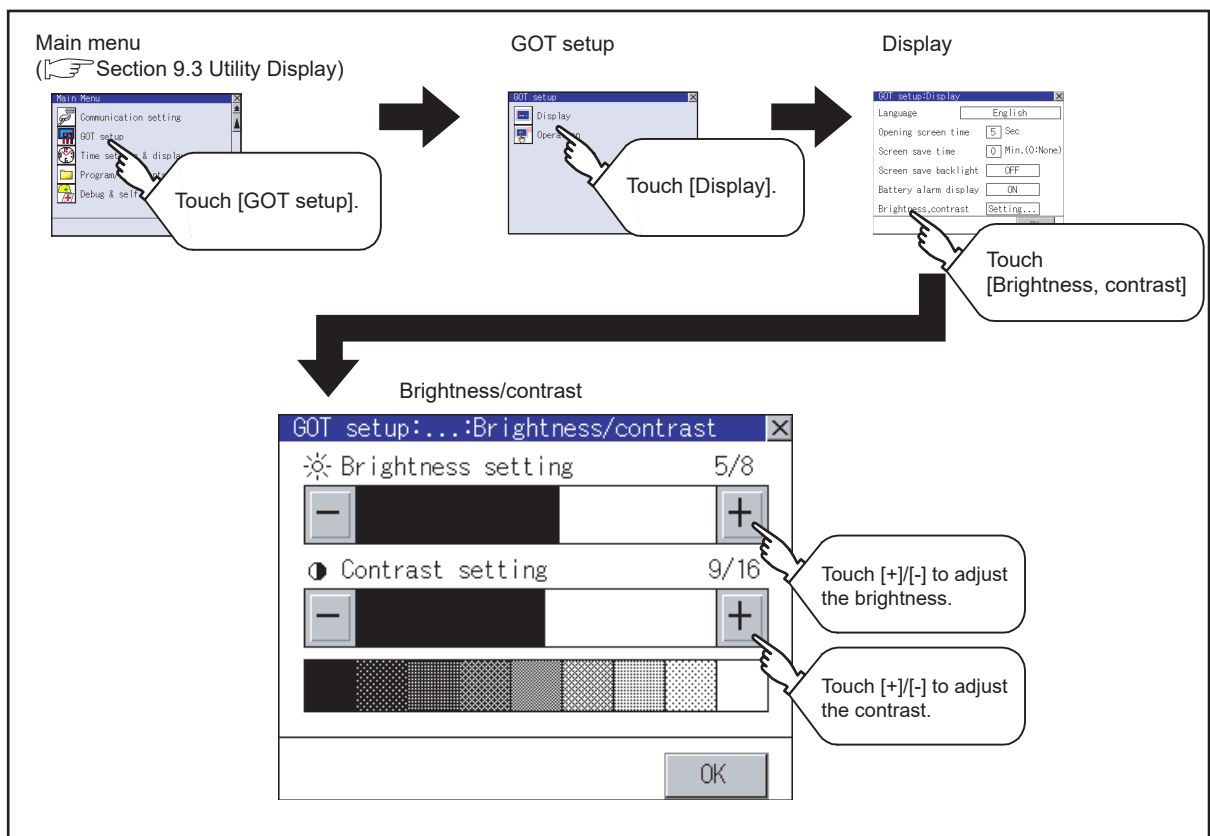 Main menu
(Section 9.3 Utility Display)
Main Menu
Communication setting
GOT setup
Time & display
Program/
Debug & self
Touch [GOT setup].
GOT setup
GOT setup
Display
Touch [Display].
Display
GOT setup:Display
Language English
Opening screen time 5 Sec
Screen save time 0 Min.(0:None)
Screen save backlight OFF
Battery alarm display ON
Brightness,contrast Setting...
Touch
[Brightness, contrast]
Brightness/contrast
GOT setup:...:Brightness/contrast
Brightness setting 5/8
− +
Contrast setting 9/16
− +
OK
Touch [+]/[-] to adjust
the brightness.
Touch [+]/[-] to adjust
the contrast.